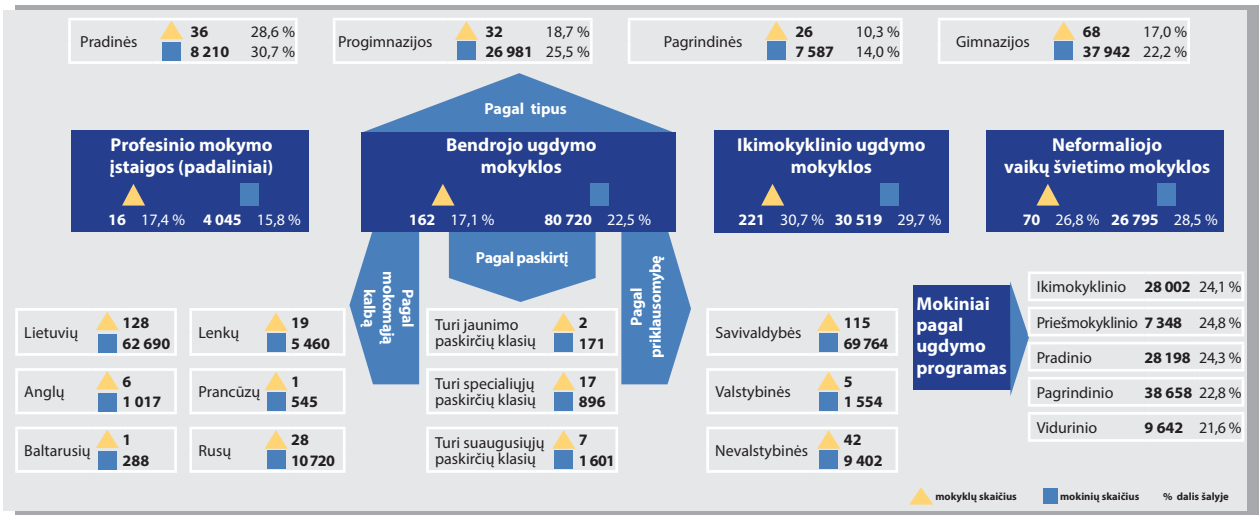 Pradinės
36 28,6 %
8 210 30,7 %
Progimnazijos
32 18,7 %
26 981 25,5 %
Pagrindinės
26 10,3 %
7 587 14,0 %
Gimnazijos
68 17,0 %
37 942 22,2 %
Pagal tipus
Profesinio mokymo
įstaigos (padaliniai)
16 17,4 % 4 045 15,8 %
Bendrojo ugdymo
mokyklos
162 17,1 % 80 720 22,5 %
Ikimokyklinio ugdymo
mokyklos
221 30,7 % 30 519 29,7 %
Neformaliojo
vaikų švietimo mokyklos
70 26,8 % 26 795 28,5 %
Pagal
mokomąją
kalbą
Pagal paskirtį
Pagal
priklausomybę
Lietuvių
128
62 690
Lenkų
19
5 460
Anglų
6
1 017
Prancūzų
1
545
Baltarusių
1
288
Rusų
28
10 720
Turi jaunimo
paskirčių klasių
2
171
Turi specialiųjų
paskirčių klasių
17
896
Turi suaugusiųjų
paskirčių klasių
7
1 601
Savivaldybės
115
69 764
Valstybinės
5
1 554
Nevalstybinės
42
9 402
Mokiniai
pagal
ugdymo
programas
Ikimokyklinio 28 002 24,1 %
Priešmokyklinio 7 348 24,8 %
Pradinio 28 198 24,3 %
Pagrindinio 38 658 22,8 %
Vidurinio 9 642 21,6 %
mokyklų skaičius mokinių skaičius % dalis šalyje